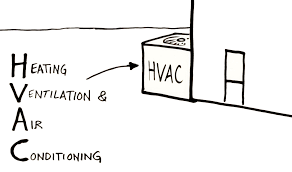 HEATING
VENTILATION &
AIR
CONDITIONING
HVAC